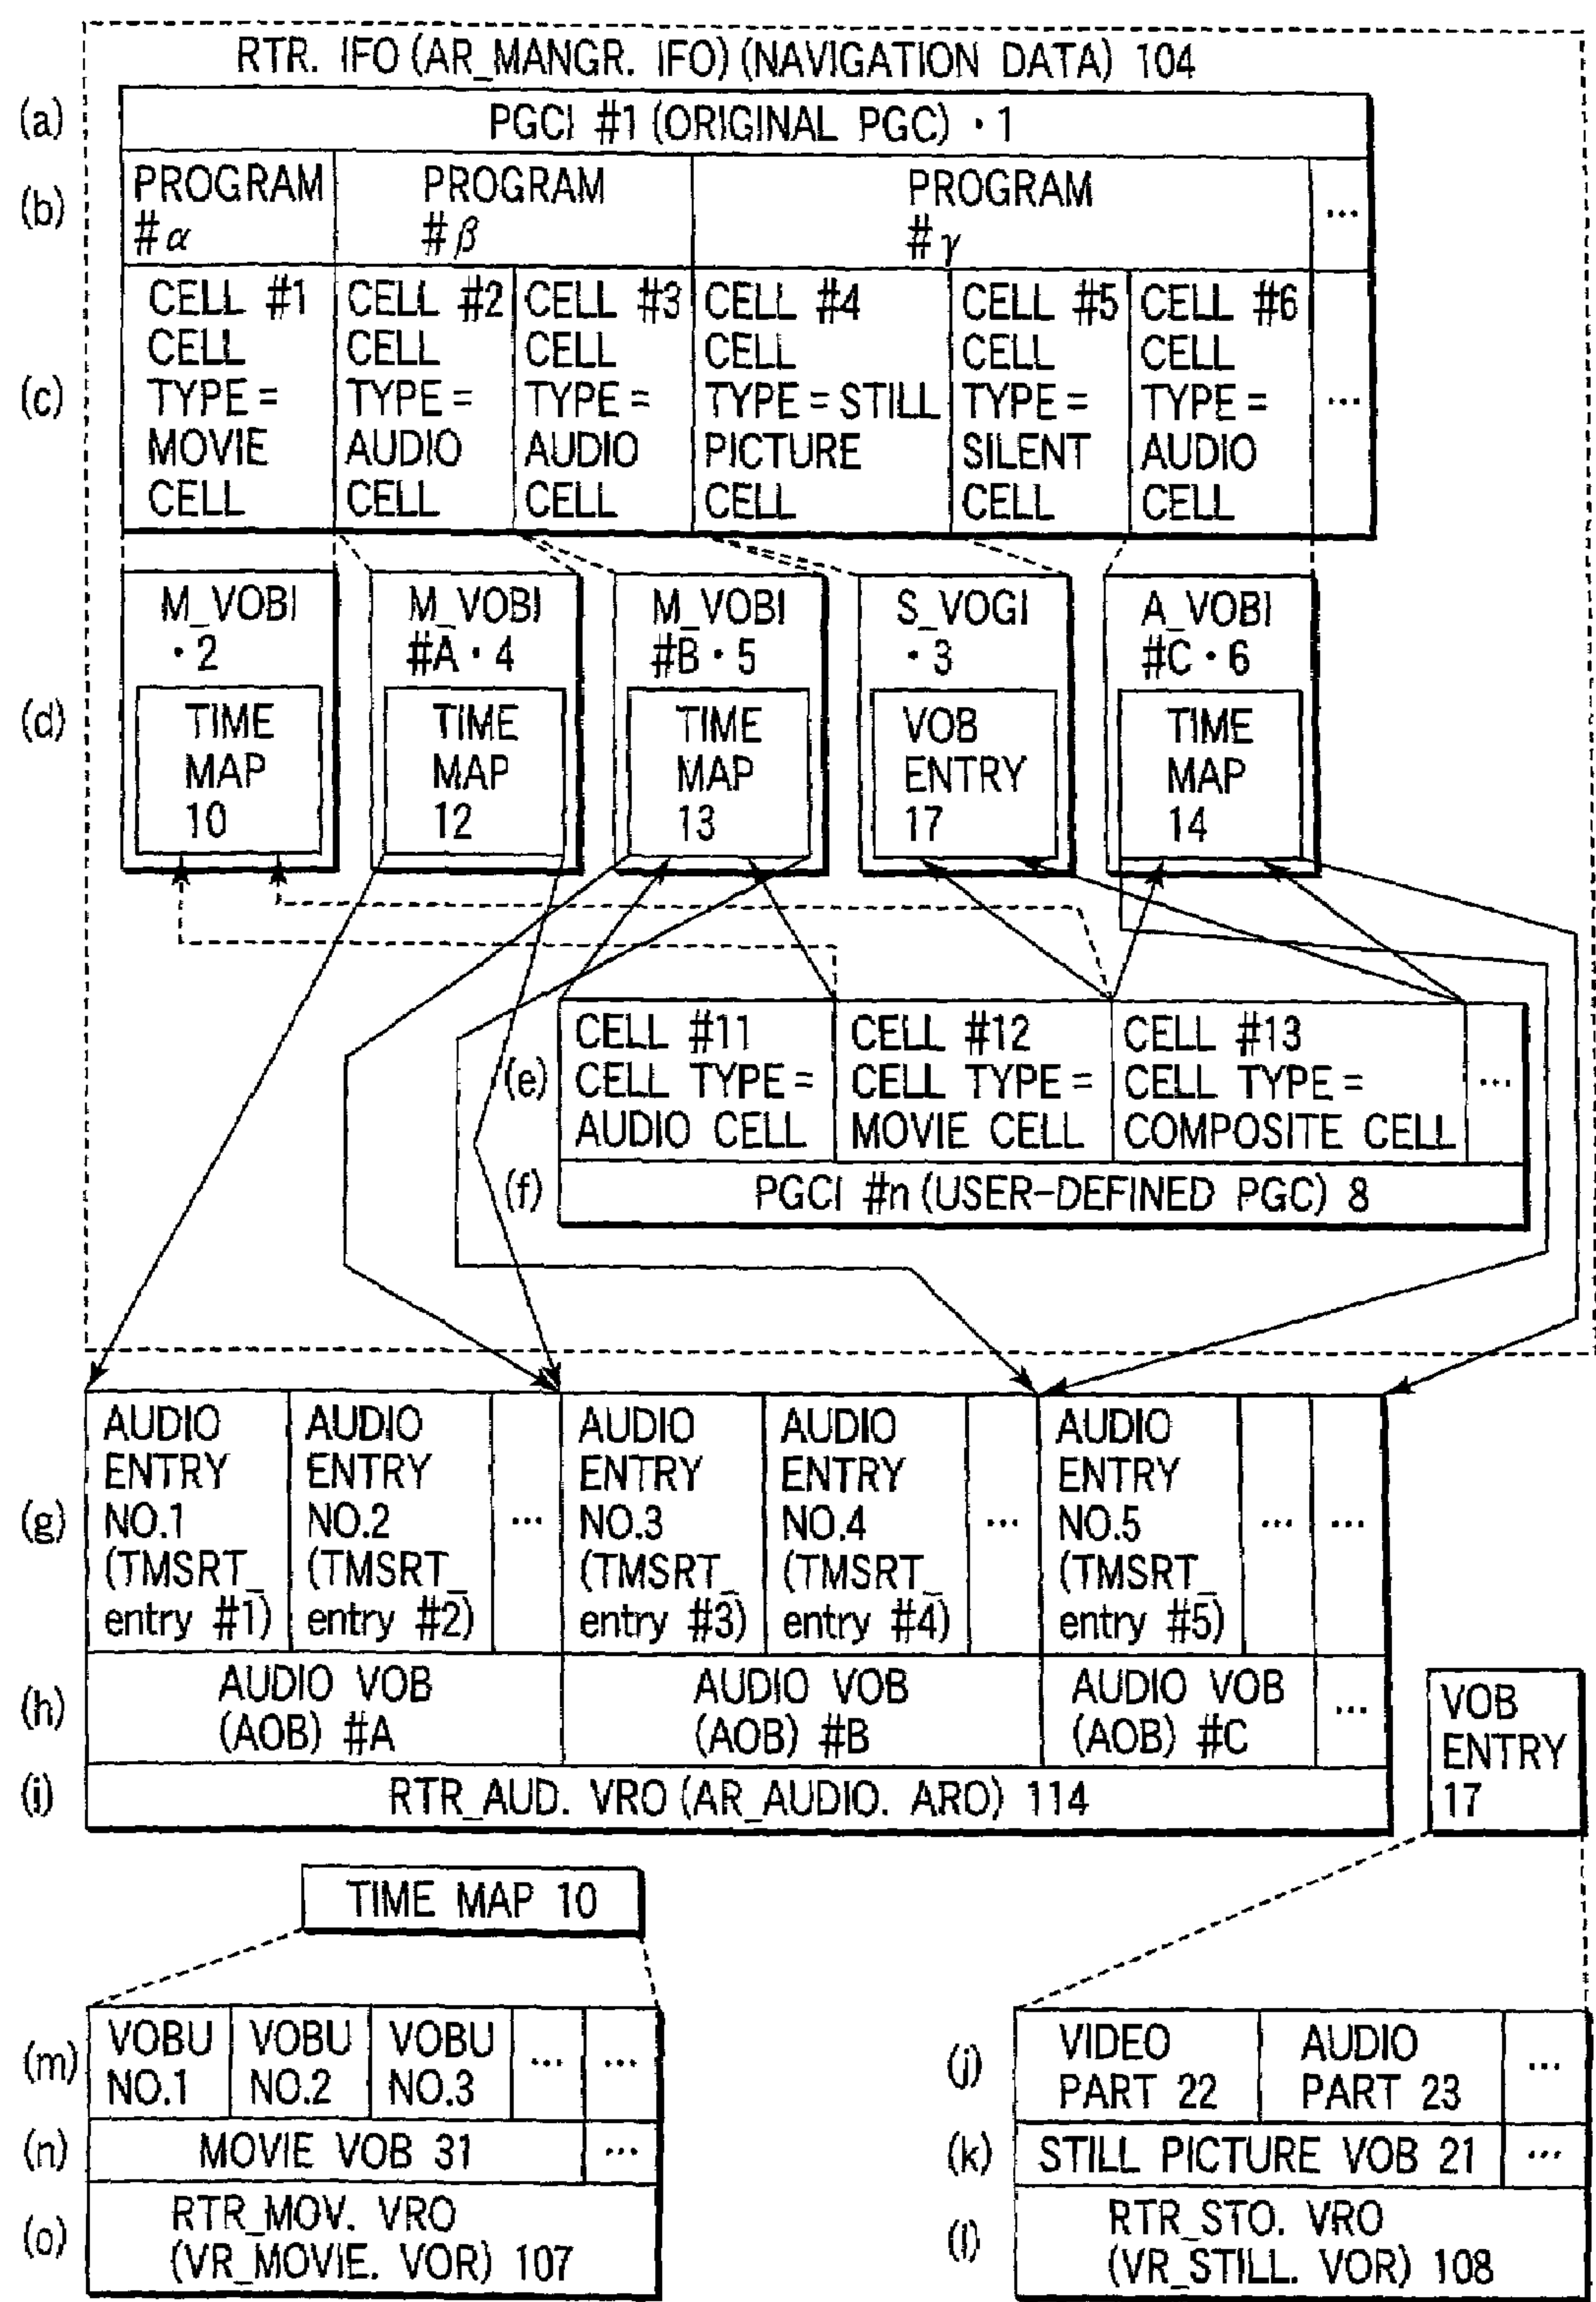 RTR. IFO (AR_MANGR. IFO) (NAVIGATION DATA) 104
(a)
PGCI #1 (ORIGINAL PGC) · 1
(b)
PROGRAM
#α
PROGRAM
#β
PROGRAM
#γ
...
(c)
CELL #1
CELL
TYPE =
MOVIE
CELL
CELL #2
CELL
TYPE =
AUDIO
CELL
CELL #3
CELL
TYPE =
AUDIO
CELL
CELL #4
CELL
TYPE = STILL
PICTURE
CELL
CELL #5
CELL
TYPE =
SILENT
CELL
CELL #6
CELL
TYPE =
AUDIO
CELL
...
(d)
M_VOBI
· 2
TIME
MAP
10
M_VOBI
#A · 4
TIME
MAP
12
M_VOBI
#B · 5
TIME
MAP
13
S_VOGI
· 3
VOB
ENTRY
17
A_VOBI
#C · 6
TIME
MAP
14
(e)
CELL #11
CELL TYPE =
AUDIO CELL
CELL #12
CELL TYPE =
MOVIE CELL
CELL #13
CELL TYPE =
COMPOSITE CELL
...
(f)
PGCI #n (USER-DEFINED PGC) 8
(g)
AUDIO
ENTRY
NO.1
(TMSRT_
entry #1)
AUDIO
ENTRY
NO.2
(TMSRT_
entry #2)
...
AUDIO
ENTRY
NO.3
(TMSRT_
entry #3)
AUDIO
ENTRY
NO.4
(TMSRT_
entry #4)
...
AUDIO
ENTRY
NO.5
(TMSRT_
entry #5)
...
...
(h)
AUDIO VOB
(AOB) #A
AUDIO VOB
(AOB) #B
AUDIO VOB
(AOB) #C
...
(i)
RTR_AUD. VRO (AR_AUDIO. ARO) 114
VOB
ENTRY
17
TIME MAP 10
(m)
VOBU
NO.1
VOBU
NO.2
VOBU
NO.3
...
...
(n)
MOVIE VOB 31
...
(o)
RTR_MOV. VRO
(VR_MOVIE. VOR) 107
(j)
VIDEO
PART 22
AUDIO
PART 23
...
(k)
STILL PICTURE VOB 21
...
(l)
RTR_STO. VRO
(VR_STILL. VOR) 108